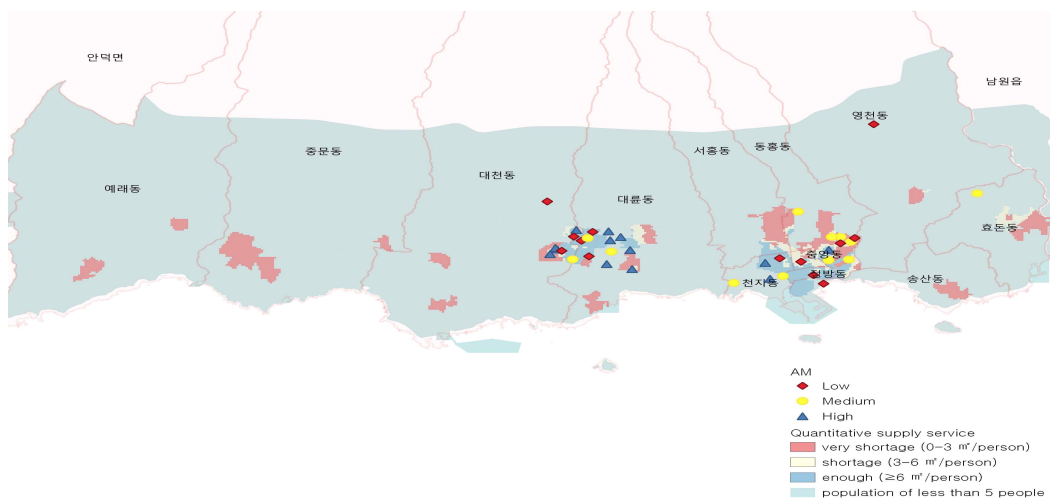 안덕면
남원읍
영천동
중문동
서홍동
동홍동
대천동
예래동
대륜동
효돈동
중앙동
정방동
천지동
송산동
AM
Low
Medium
High
Quantitative supply service
very shortage (0-3 ㎡/person)
shortage (3-6 ㎡/person)
enough (≥6 ㎡/person)
population of less than 5 people